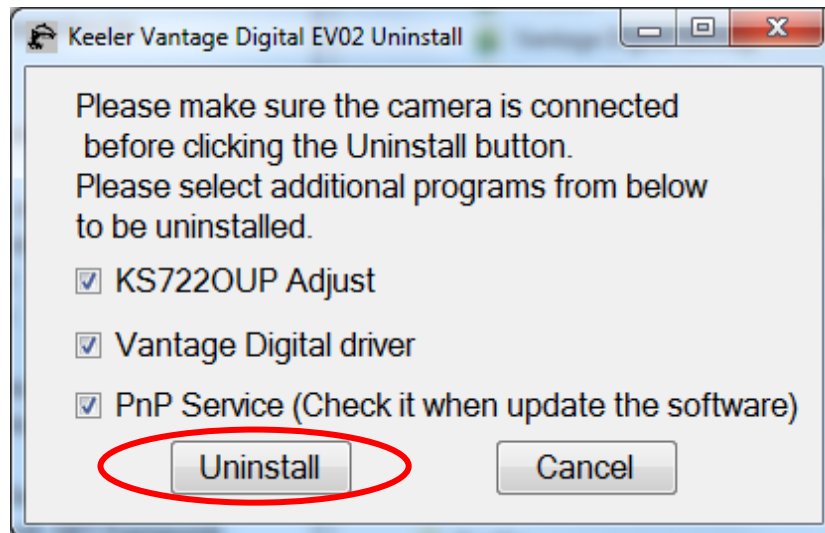 Keeler Vantage Digital EV02 Uninstall
Please make sure the camera is connected
before clicking the Uninstall button.
Please select additional programs from below
to be uninstalled.
KS722OUP Adjust
Vantage Digital driver
PnP Service (Check it when update the software)
Uninstall Cancel